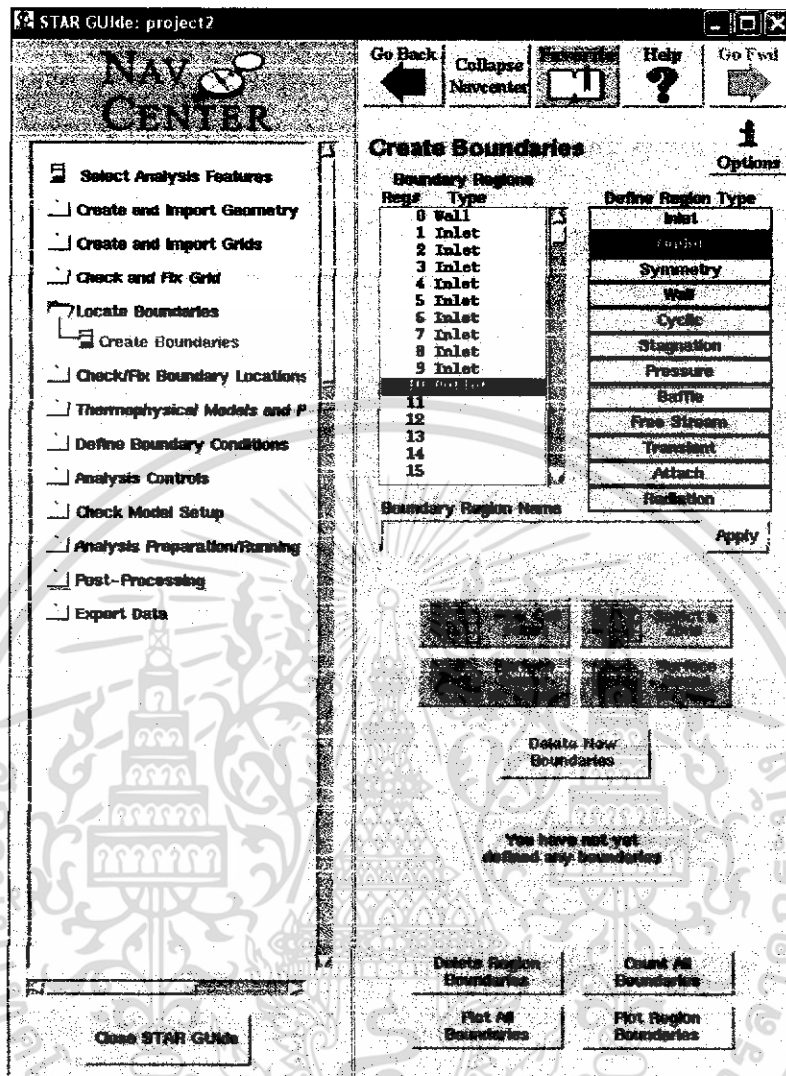 STAR GUIde: project2
NAV
CENTER
Go Back
Collapse
Navcenter
Favorite
Help
?
Go Fwd
Select Analysis Features
Create and Import Geometry
Create and Import Grids
Check and Fix Grid
Locate Boundaries
Create Boundaries
Check/Fix Boundary Locations
Thermophysical Models and P
Define Boundary Conditions
Analysis Controls
Check Model Setup
Analysis Preparation/Running
Post-Processing
Export Data
Close STAR GUIde
Create Boundaries
Options
Boundary Regions
Reg# Type
0 Wall
1 Inlet
2 Inlet
3 Inlet
4 Inlet
5 Inlet
6 Inlet
7 Inlet
8 Inlet
9 Inlet
10 Outlet
11
12
13
14
15
Define Region Type
Inlet
Outlet
Symmetry
Wall
Cyclic
Stagnation
Pressure
Baffle
Free Stream
Transient
Attach
Radiation
Boundary Region Name
Apply
Delete New
Boundaries
You have not yet
defined any boundaries
Delete Region
Boundaries
Count All
Boundaries
Plot All
Boundaries
Plot Region
Boundaries